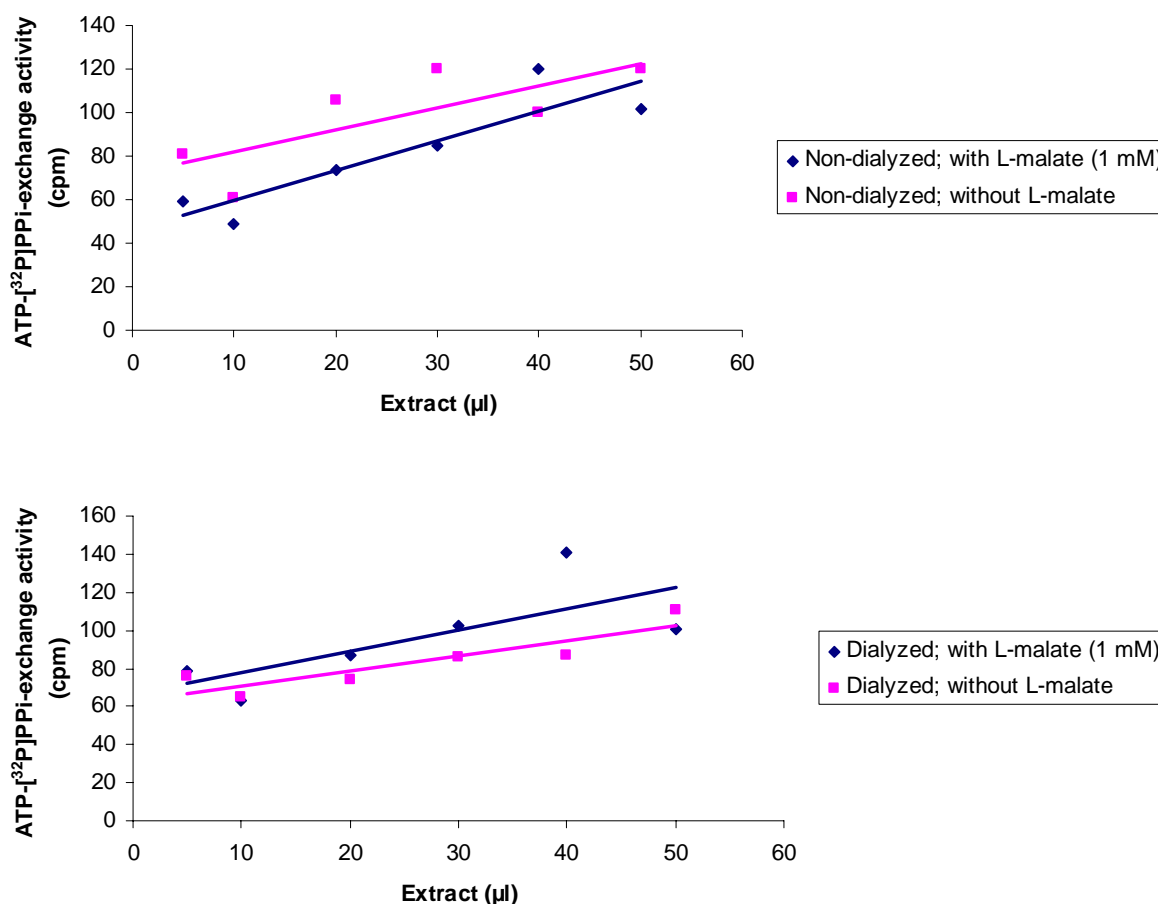 ATP-[³²P]PPi-exchange activity
(cpm)
140
120
100
80
60
40
20
0
0 10 20 30 40 50 60
Extract (µl)
Non-dialyzed; with L-malate (1 mM)
Non-dialyzed; without L-malate
ATP-[³²P]PPi-exchange activity
(cpm)
160
140
120
100
80
60
40
20
0
0 10 20 30 40 50 60
Extract (µl)
Dialyzed; with L-malate (1 mM)
Dialyzed; without L-malate